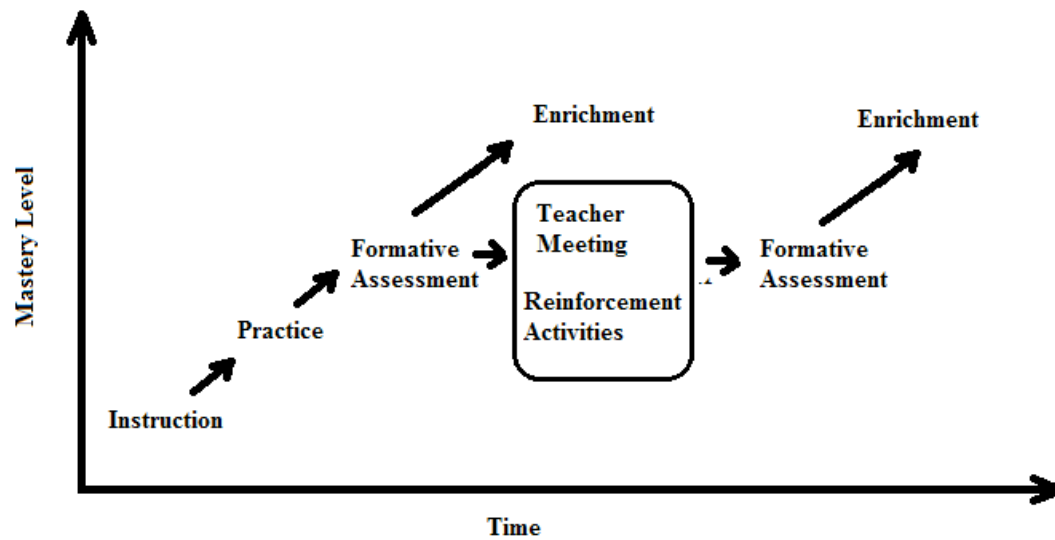 Enrichment
Enrichment
Teacher
Meeting
Formative
Assessment
Formative
Assessment
Reinforcement
Activities
Practice
Instruction
Mastery Level
Time